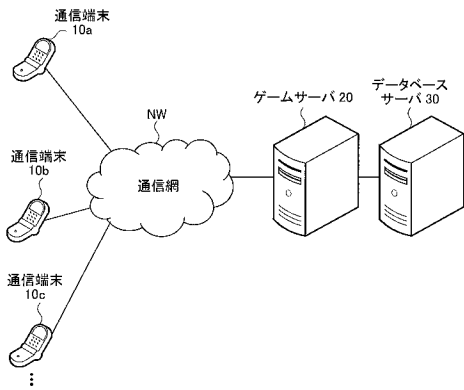 通信端末
10a
通信端末
10b
通信端末
10c
NW
通信網
ゲームサーバ 20
データベース
サーバ 30